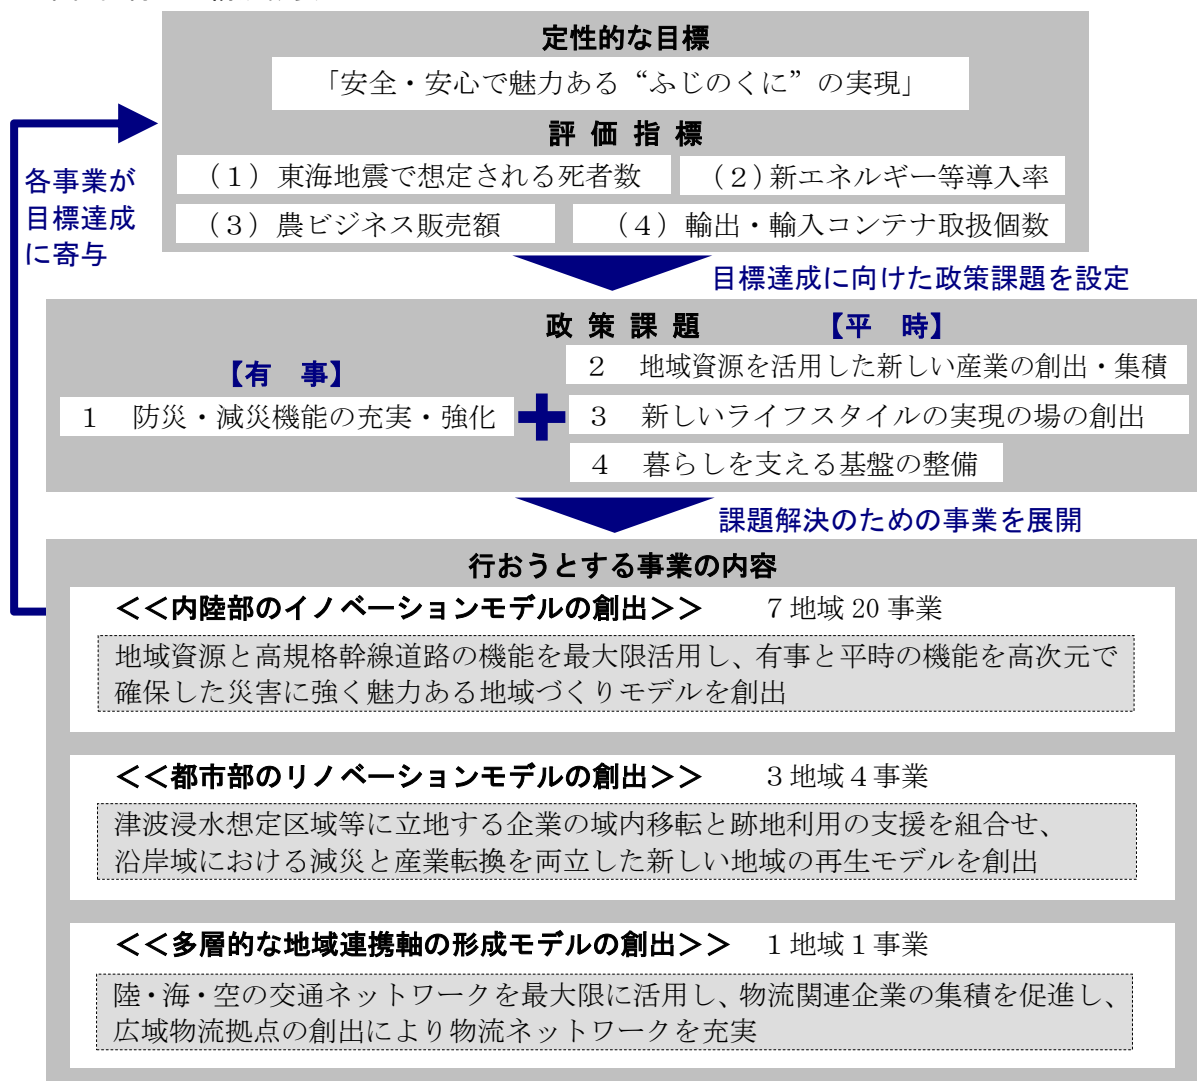 定性的な目標
「安全・安心で魅力ある“ふじのくに”の実現」
評 価 指 標
(1) 東海地震で想定される死者数
(2)新エネルギー等導入率
(3) 農ビジネス販売額
(4) 輸出・輸入コンテナ取扱個数
各事業が
目標達成
に寄与
目標達成に向けた政策課題を設定
政 策 課 題
【平 時】
【有 事】
1 防災・減災機能の充実・強化
2 地域資源を活用した新しい産業の創出・集積
3 新しいライフスタイルの実現の場の創出
4 暮らしを支える基盤の整備
課題解決のための事業を展開
行おうとする事業の内容
<<内陸部のイノベーションモデルの創出>> 7地域20事業
地域資源と高規格幹線道路の機能を最大限活用し、有事と平時の機能を高次元で
確保した災害に強く魅力ある地域づくりモデルを創出
<<都市部のリノベーションモデルの創出>> 3地域4事業
津波浸水想定区域等に立地する企業の域内移転と跡地利用の支援を組合せ、
沿岸域における減災と産業転換を両立した新しい地域の再生モデルを創出
<<多層的な地域連携軸の形成モデルの創出>> 1地域1事業
陸・海・空の交通ネットワークを最大限に活用し、物流関連企業の集積を促進し、
広域物流拠点の創出により物流ネットワークを充実